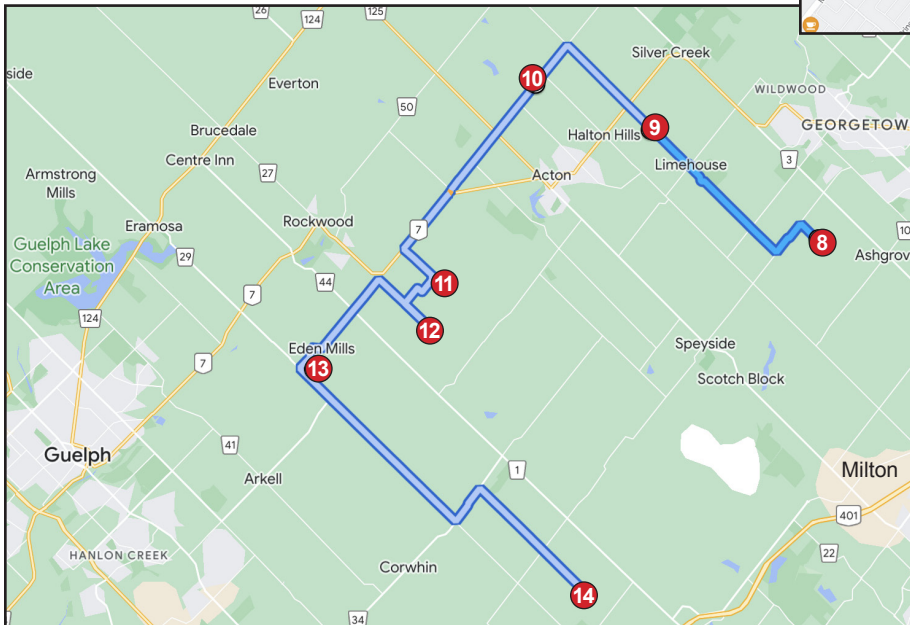 26
124
125
side
Everton
Silver Creek
WILDWOOD
50
10
GEORGETOW
Brucedale
Halton Hills
9
Centre Inn
27
Limehouse
3
Armstrong
Mills
Acton
Eramosa
Rockwood
7
8
10
Ashgrov
Guelph Lake
Conservation
Area
29
44
11
7
124
12
Eden Mills
Speyside
7
13
Scotch Block
41
Guelph
Arkell
1
Milton
401
HANLON CREEK
22
Corwhin
14
34